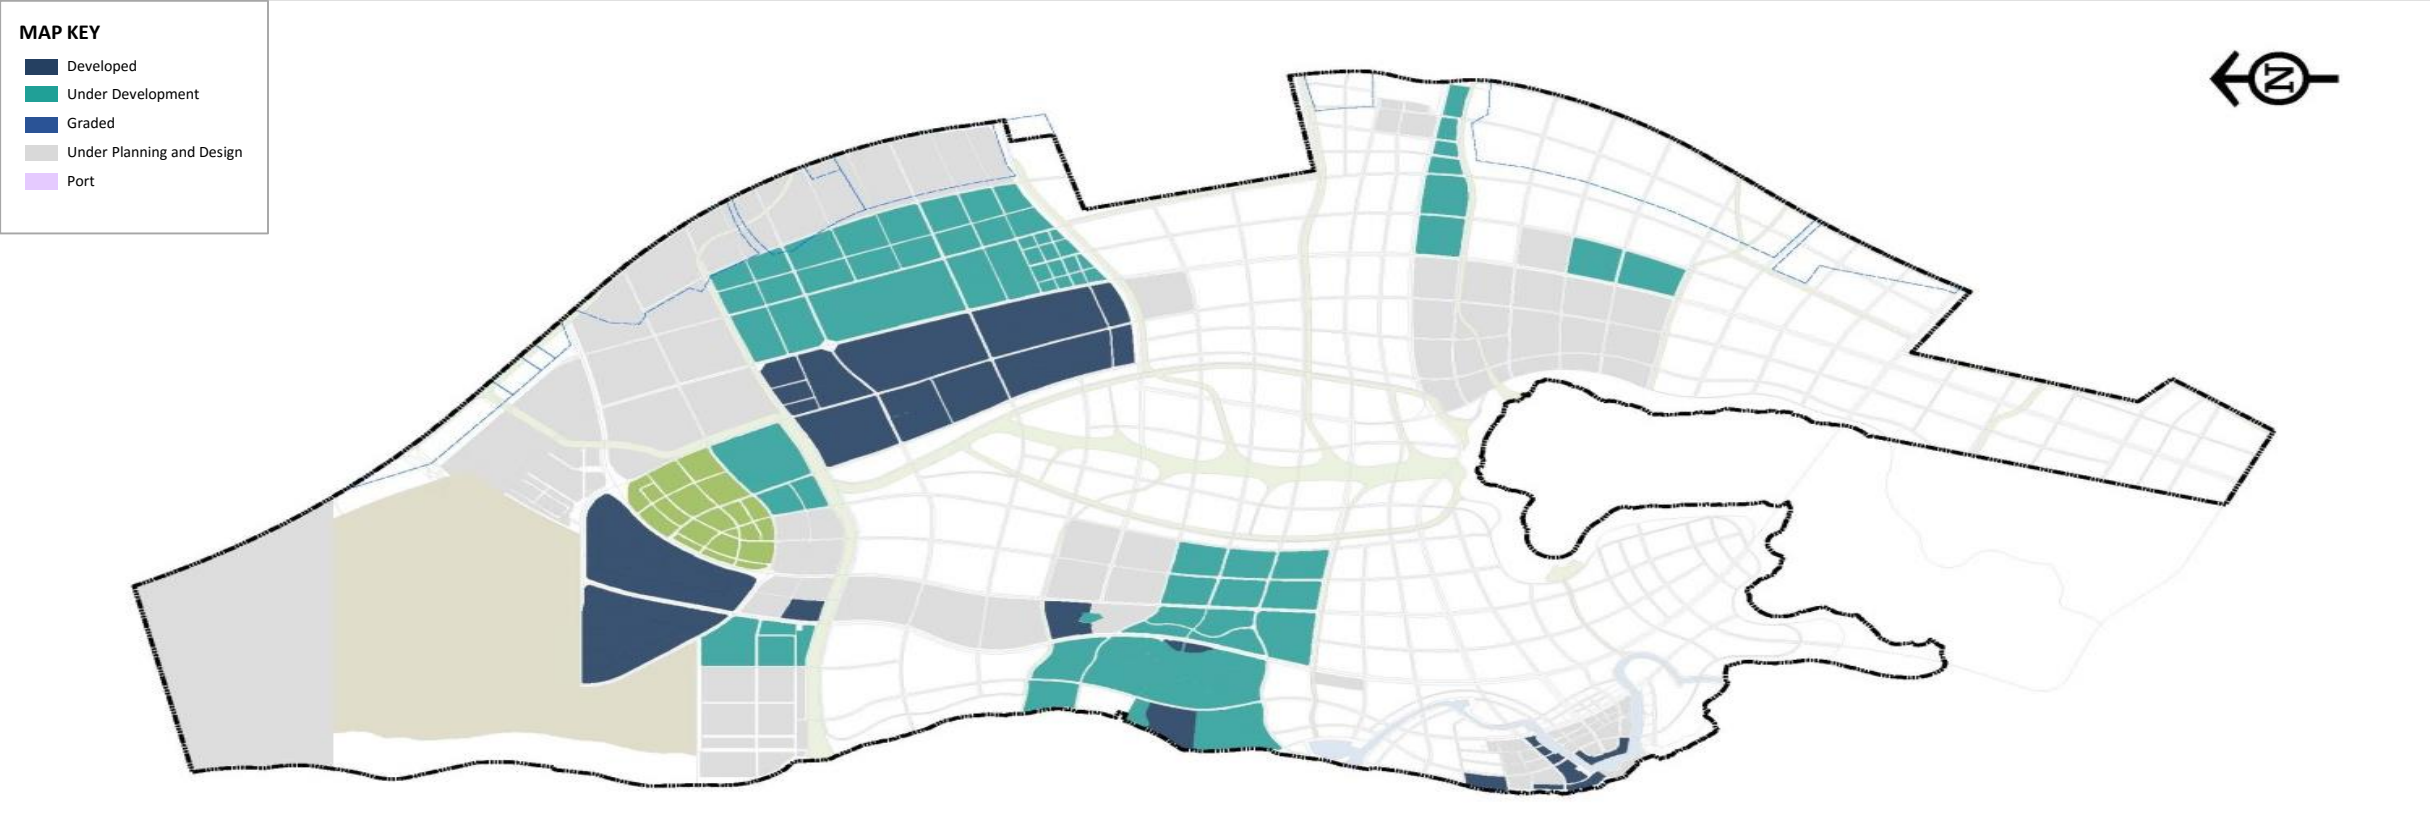 MAP KEY
Developed
Under Development
Graded
Under Planning and Design
Port
N